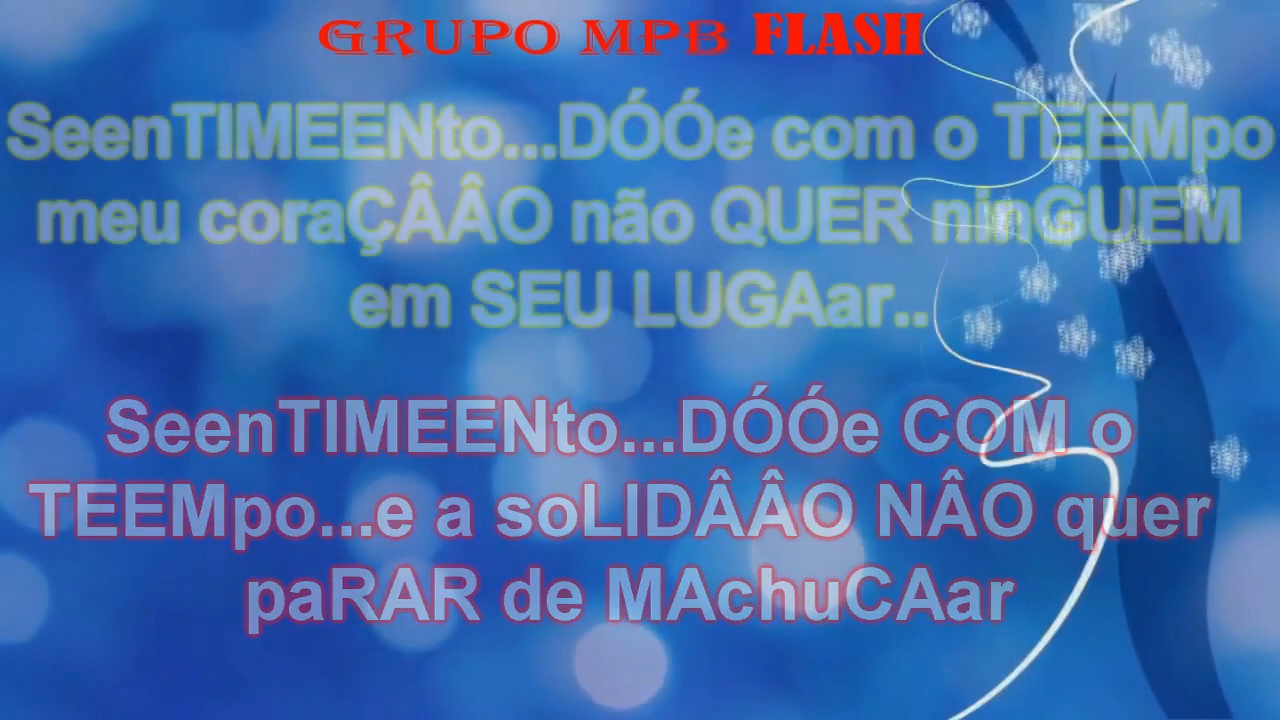 GRUPO MPB FLASH
SeenTIMEENto...DÓÓe com o TEEMpo
meu coraÇÂÂO não QUER ninGUEM
em SEU LUGAar..
SeenTIMEENto...DÓÓe COM o
TEEMpo...e a soLIDÂÂO NÂO quer
paRAR de MAchuCAar